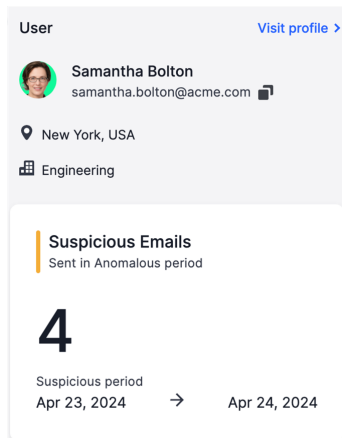 User
Visit profile
Samantha Bolton
samantha.bolton@acme.com
New York, USA
Engineering
Suspicious Emails
Sent in Anomalous period
4
Suspicious period
Apr 23, 2024 → Apr 24, 2024